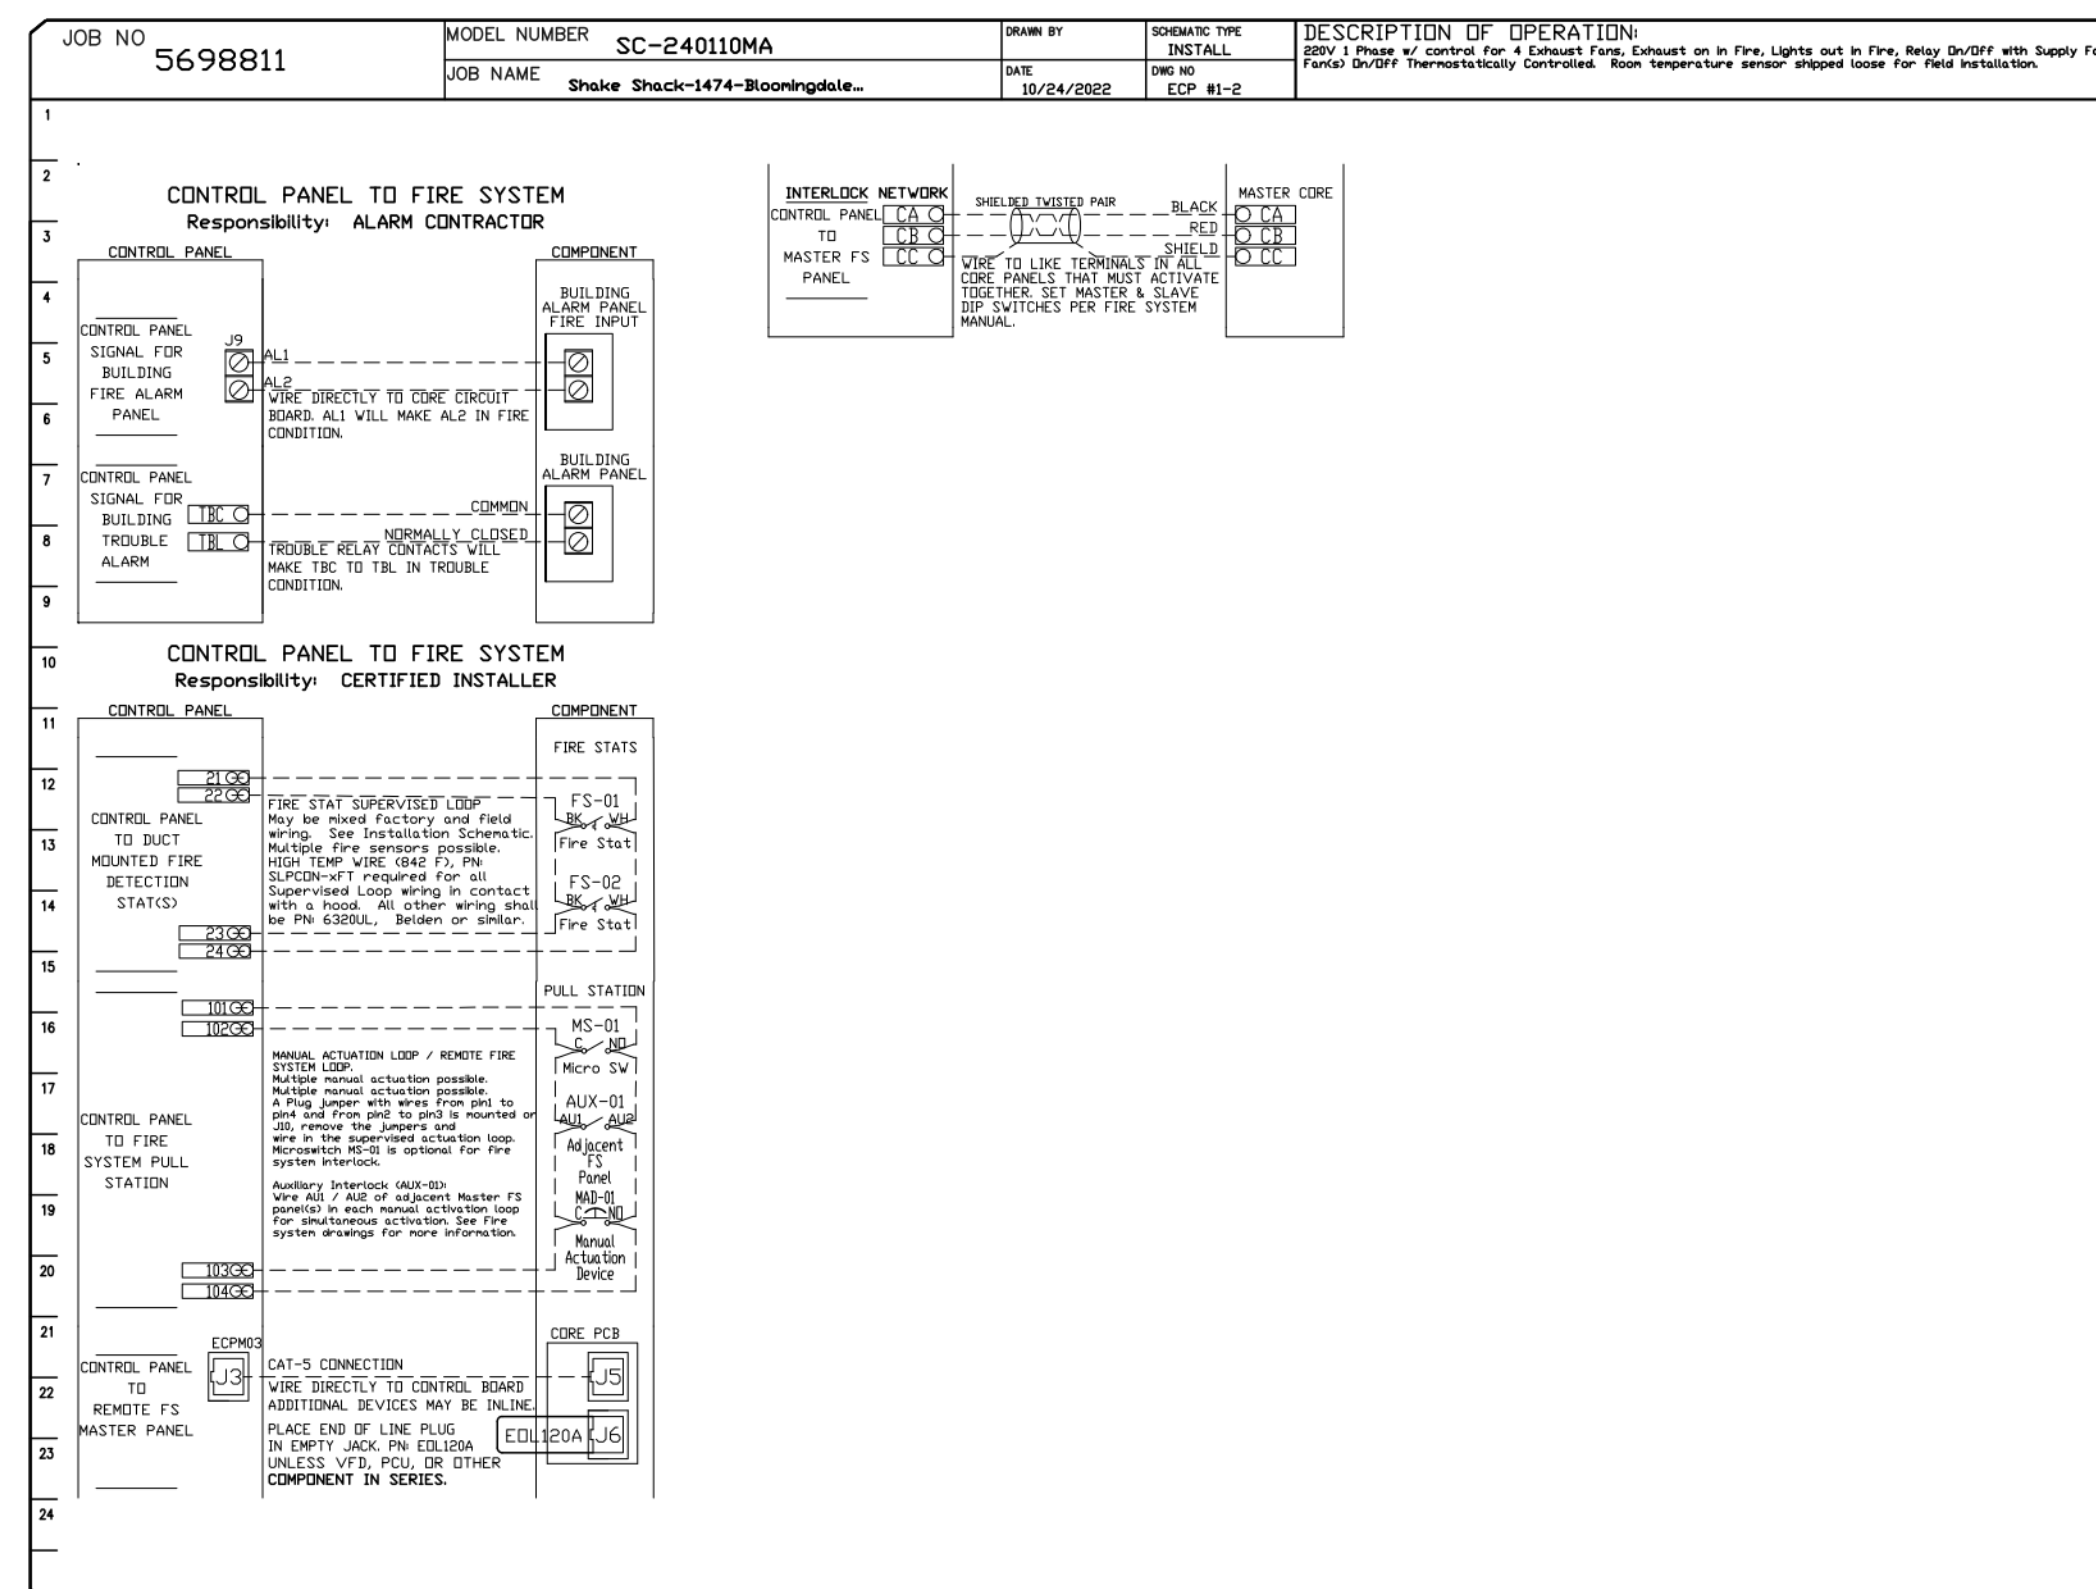 JOB NO 5698811
MODEL NUMBER SC-240110MA
JOB NAME Shake Shack-1474-Bloomingdale...
DRAWN BY
DATE 10/24/2022
SCHEMATIC TYPE
INSTALL
DWG NO
ECP #1-2
DESCRIPTION OF OPERATION:
220V 1 Phase w/ control for 4 Exhaust Fans, Exhaust on in Fire, Lights out in Fire, Relay On/Off with Supply
Fan(s) On/Off Thermostatically Controlled. Room temperature sensor shipped loose for field installation.
1
2
3
4
5
6
7
8
9
10
11
12
13
14
15
16
17
18
19
20
21
22
23
24
CONTROL PANEL TO FIRE SYSTEM
Responsibility: ALARM CONTRACTOR
CONTROL PANEL
COMPONENT
CONTROL PANEL
SIGNAL FOR
BUILDING
FIRE ALARM
PANEL
J9
AL1
AL2
WIRE DIRECTLY TO CORE CIRCUIT
BOARD. AL1 WILL MAKE AL2 IN FIRE
CONDITION.
BUILDING
ALARM PANEL
FIRE INPUT
CONTROL PANEL
SIGNAL FOR
BUILDING
TROUBLE
ALARM
TBC
TBL
COMMON
NORMALLY CLOSED
TROUBLE RELAY CONTACTS WILL
MAKE TBC TO TBL IN TROUBLE
CONDITION.
BUILDING
ALARM PANEL
INTERLOCK NETWORK
CONTROL PANEL
TO
MASTER FS
PANEL
CA
CB
CC
SHIELDED TWISTED PAIR
BLACK
RED
SHIELD
WIRE TO LIKE TERMINALS IN ALL
CORE PANELS THAT MUST ACTIVATE
TOGETHER. SET MASTER & SLAVE
DIP SWITCHES PER FIRE SYSTEM
MANUAL.
MASTER CORE
CA
CB
CC
CONTROL PANEL TO FIRE SYSTEM
Responsibility: CERTIFIED INSTALLER
CONTROL PANEL
COMPONENT
CONTROL PANEL
TO DUCT
MOUNTED FIRE
DETECTION
STAT(S)
21
22
23
24
FIRE STAT SUPERVISED LOOP
May be mixed factory and field
wiring. See Installation Schematic.
Multiple fire sensors possible.
HIGH TEMP WIRE (842 F), PN:
SLPCON-xFT required for all
Supervised Loop wiring in contact
with a hood. All other wiring shall
be PN: 6320UL, Belden or similar.
FIRE STATS
FS-01
BK WH
Fire Stat
FS-02
BK WH
Fire Stat
CONTROL PANEL
TO FIRE
SYSTEM PULL
STATION
101
102
103
104
MANUAL ACTUATION LOOP / REMOTE FIRE
SYSTEM LOOP.
Multiple manual actuation possible.
Multiple manual actuation possible.
A Plug jumper with wires from pin1 to
pin4 and from pin2 to pin3 is mounted or
J10, remove the jumpers and
wire in the supervised actuation loop.
Microswitch MS-01 is optional for fire
system interlock.
Auxiliary Interlock (AUX-01):
Wire AU1 / AU2 of adjacent Master FS
panel(s) in each manual activation loop
for simultaneous activation. See Fire
system drawings for more information.
PULL STATION
MS-01
C NO
Micro SW
AUX-01
AU1 AU2
Adjacent
FS
Panel
MAD-01
C NO
Manual
Actuation
Device
CONTROL PANEL
TO
REMOTE FS
MASTER PANEL
ECPM03
J3
CAT-5 CONNECTION
WIRE DIRECTLY TO CONTROL BOARD
ADDITIONAL DEVICES MAY BE INLINE.
PLACE END OF LINE PLUG
IN EMPTY JACK. PN: EOL120A
UNLESS VFD, PCU, OR OTHER
COMPONENT IN SERIES.
CORE PCB
J5
EOL120A
J6